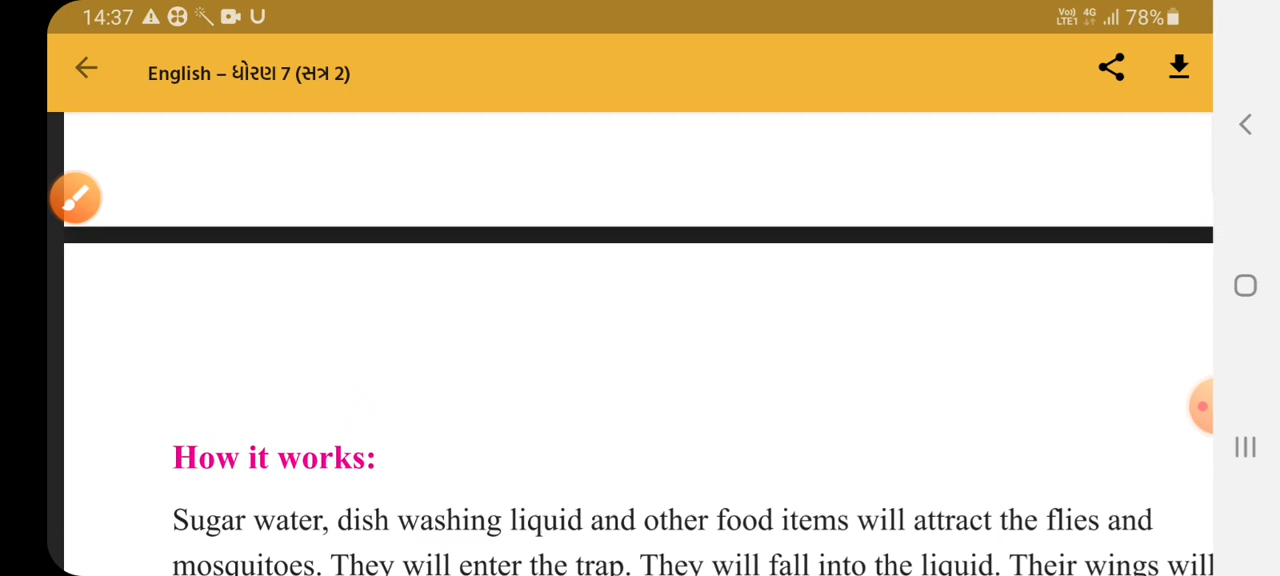 14:37 Vo) LTE1 4G 78%
English – ધોરણ 7 (સત્ર 2)
How it works:
Sugar water, dish washing liquid and other food items will attract the flies and
mosquitoes. They will enter the trap. They will fall into the liquid. Their wings will